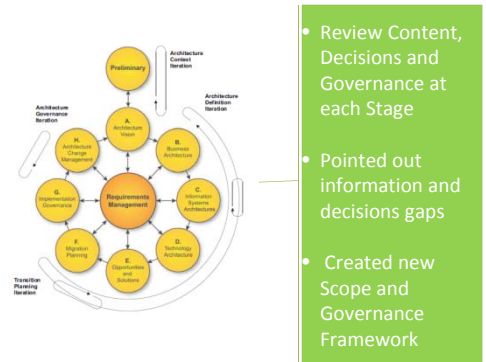 Architecture
Context
Iteration
Preliminary
Architecture
Definition
Iteration
Architecture
Governance
Iteration
A.
Architecture
Vision
H.
Architecture
Change
Management
B.
Business
Architecture
G.
Implementation
Governance
Requirements
Management
C.
Information
Systems
Architectures
F.
Migration
Planning
D.
Technology
Architecture
E.
Opportunities
and
Solutions
Transition
Planning
Iteration
• Review Content,
Decisions and
Governance at
each Stage
• Pointed out
information and
decisions gaps
• Created new
Scope and
Governance
Framework